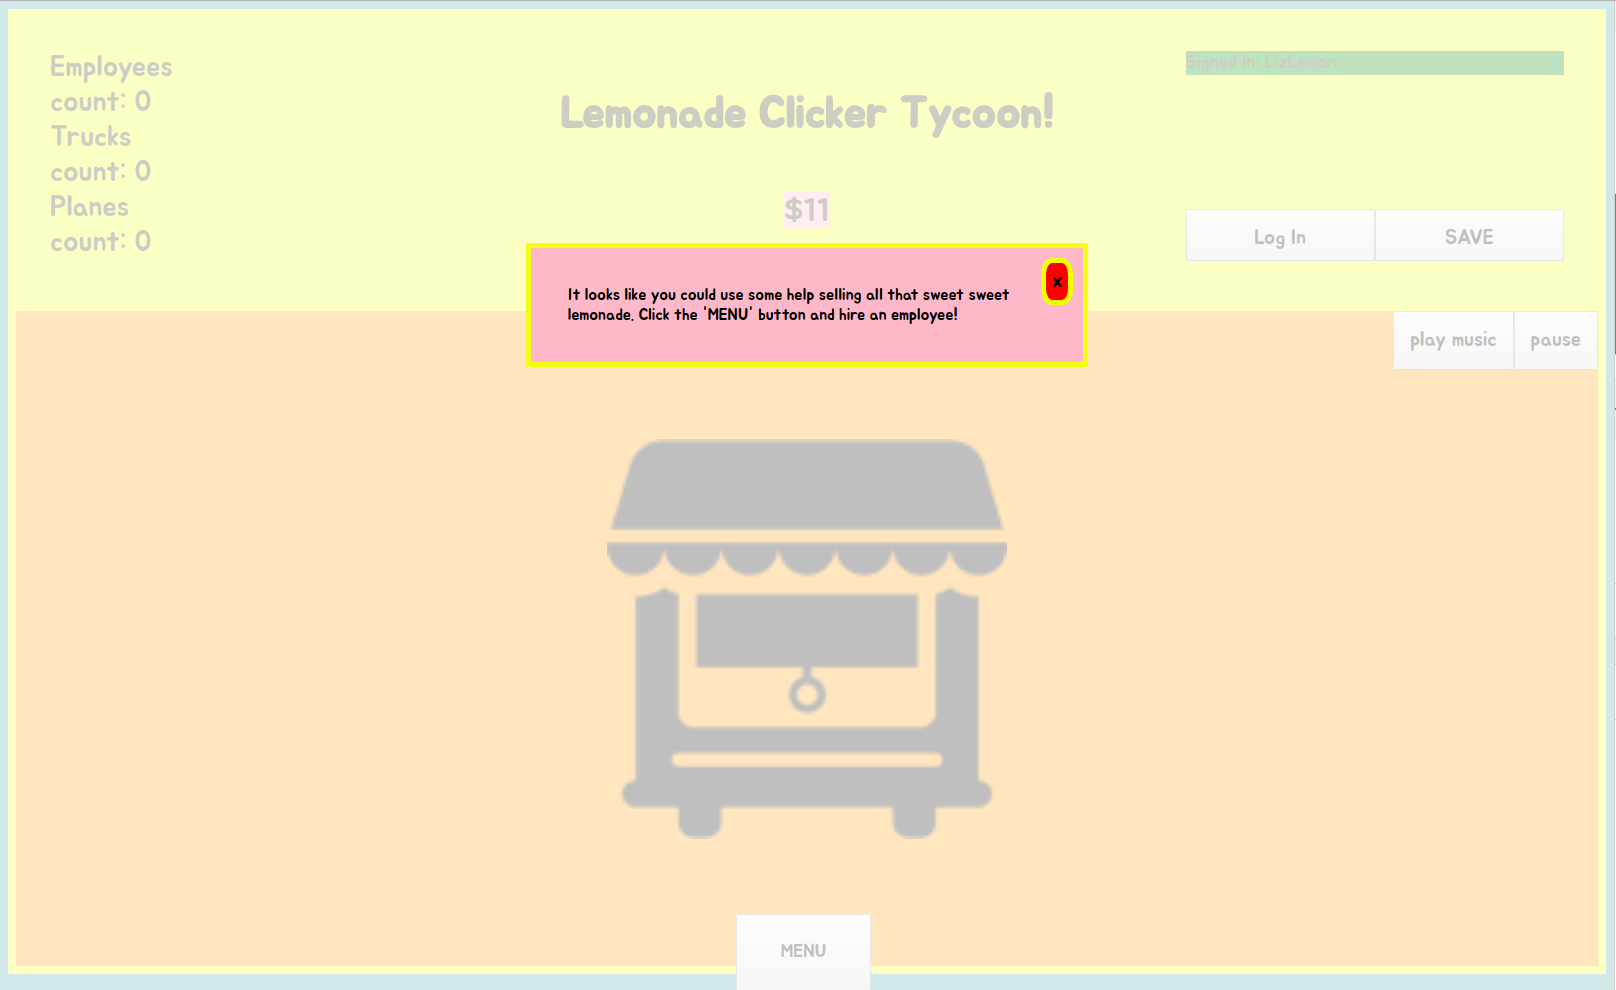 Employees
count: 0
Trucks
count: 0
Planes
count: 0
Lemonade Clicker Tycoon!
$11
Signed in: LizLemon
Log In
SAVE
It looks like you could use some help selling all that sweet sweet
lemonade. Click the 'MENU' button and hire an employee!
x
play music
pause
MENU